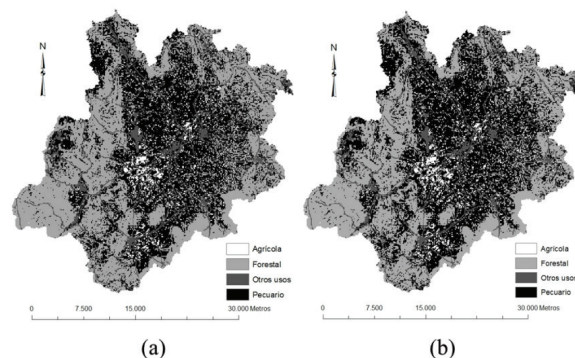 N
Agrícola
Forestal
Otros usos
Pecuario
0 7.500 15.000 30.000 Metros
(a)
N
Agrícola
Forestal
Otros usos
Pecuario
0 7.500 15.000 30.000 Metros
(b)